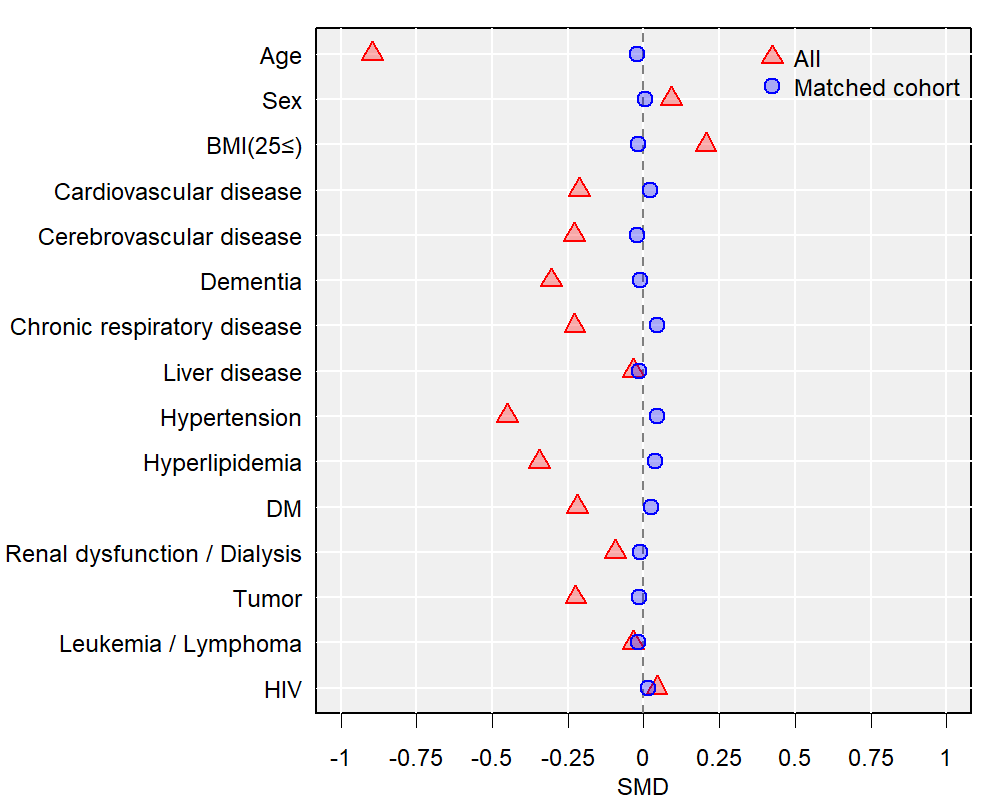 Age
Sex
BMI(25≤)
Cardiovascular disease
Cerebrovascular disease
Dementia
Chronic respiratory disease
Liver disease
Hypertension
Hyperlipidemia
DM
Renal dysfunction / Dialysis
Tumor
Leukemia / Lymphoma
HIV
All
Matched cohort
-1 -0.75 -0.5 -0.25 0 0.25 0.5 0.75 1
SMD